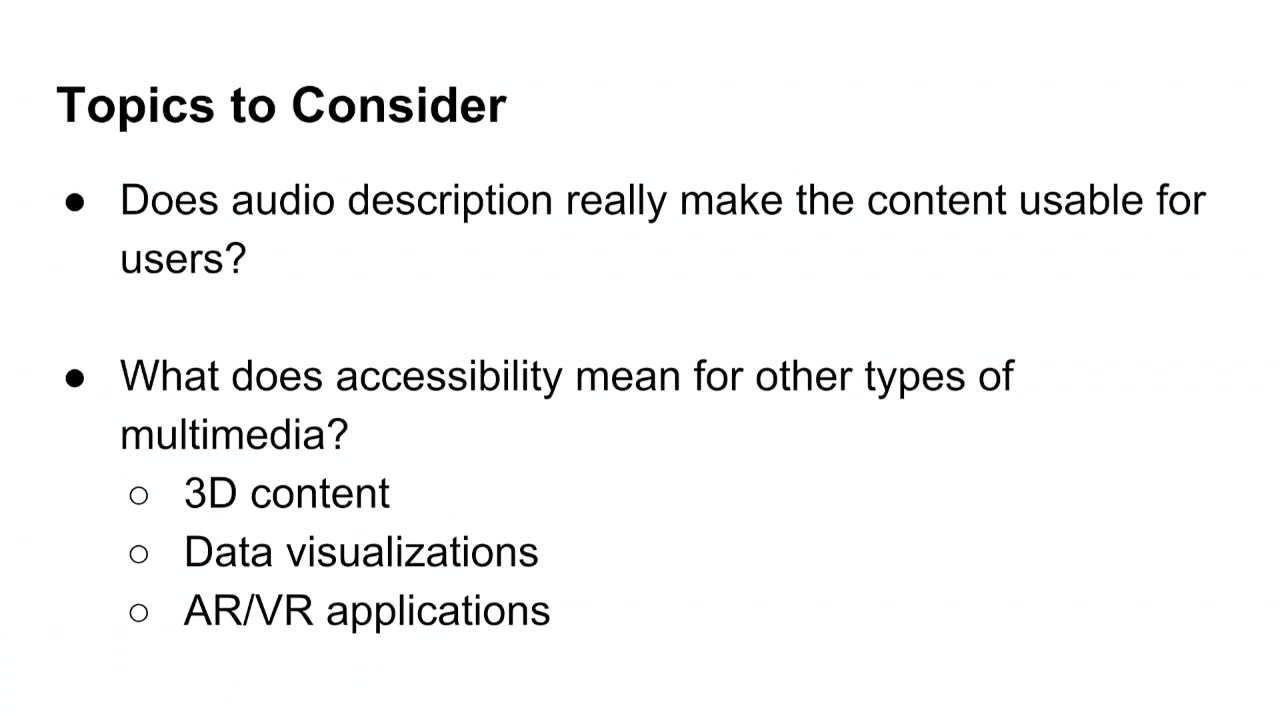 Topics to Consider
● Does audio description really make the content usable for
users?
● What does accessibility mean for other types of
multimedia?
○ 3D content
○ Data visualizations
○ AR/VR applications